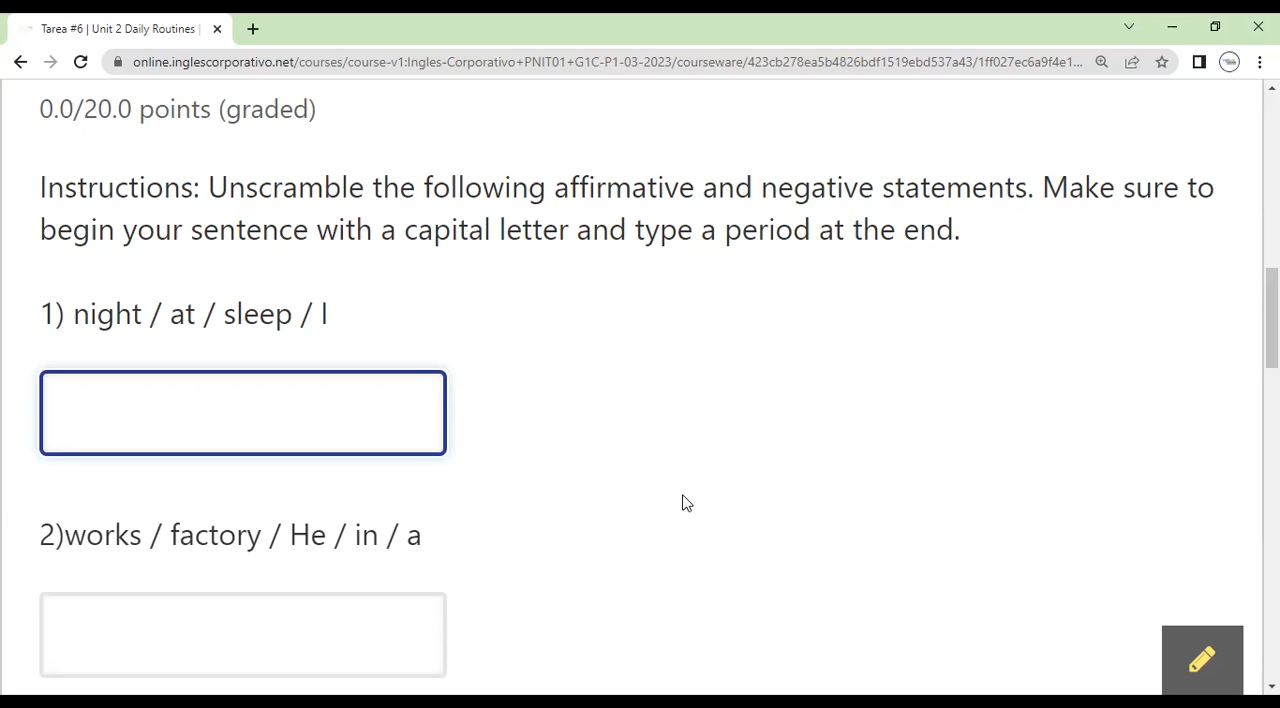 Tarea #6 | Unit 2 Daily Routines |
online.inglescorporativo.net/courses/course-v1:Ingles-Corporativo+PNIT01+G1C-P1-03-2023/courseware/423cb278ea5b4826bdf1519ebd537a43/1ff027ec6a9f4e1...
0.0/20.0 points (graded)
Instructions: Unscramble the following affirmative and negative statements. Make sure to
begin your sentence with a capital letter and type a period at the end.
1) night / at / sleep / I
2)works / factory / He / in / a